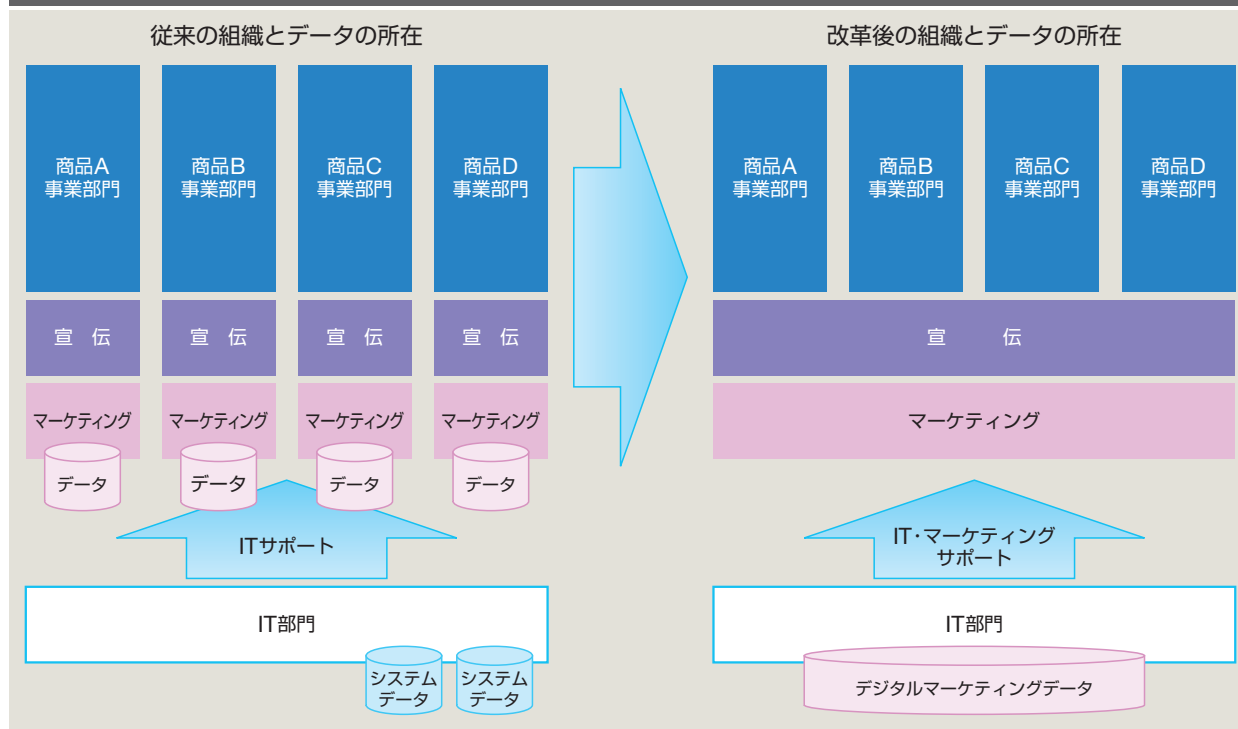 従来の組織とデータの所在
商品A
事業部門
商品B
事業部門
商品C
事業部門
商品D
事業部門
宣 伝
宣 伝
宣 伝
宣 伝
マーケティング
マーケティング
マーケティング
マーケティング
データ
データ
データ
データ
ITサポート
IT部門
システム
データ
システム
データ
改革後の組織とデータの所在
商品A
事業部門
商品B
事業部門
商品C
事業部門
商品D
事業部門
宣 伝
マーケティング
IT・マーケティング
サポート
IT部門
デジタルマーケティングデータ